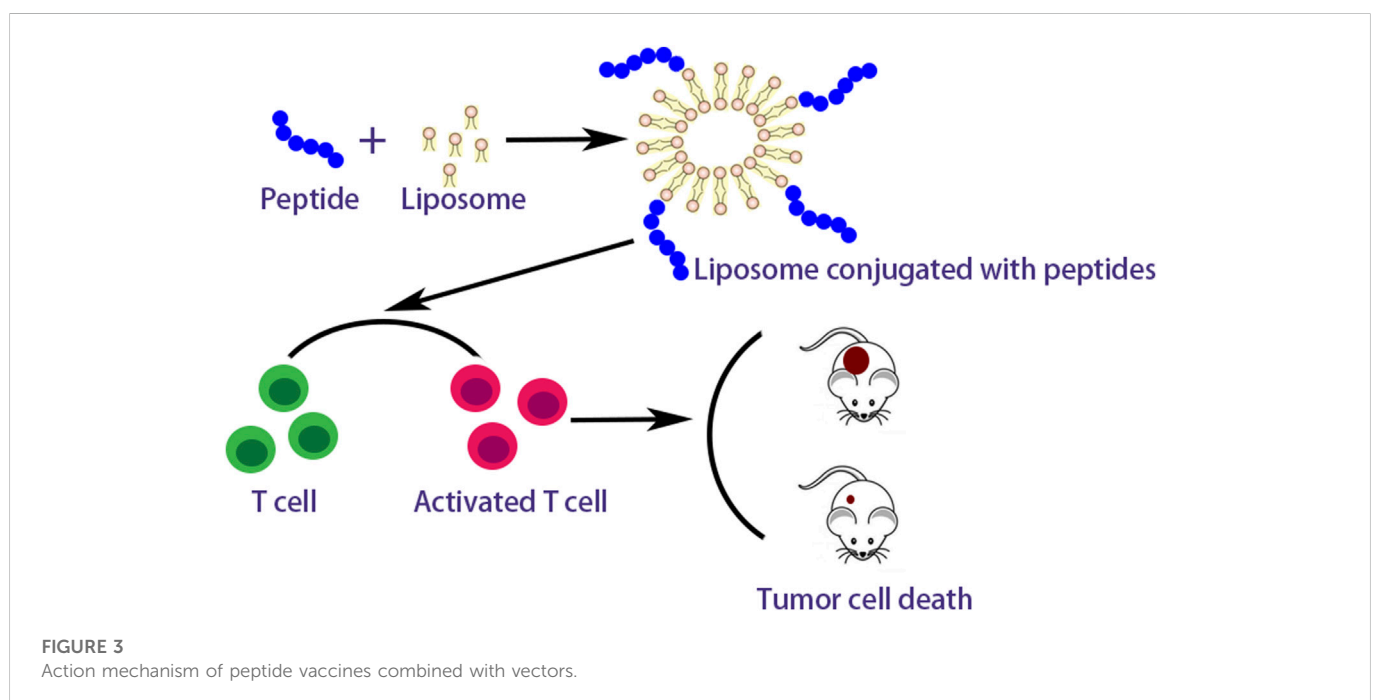 +
Peptide
Liposome
Liposome conjugated with peptides
T cell
Activated T cell
Tumor cell death
FIGURE 3
Action mechanism of peptide vaccines combined with vectors.